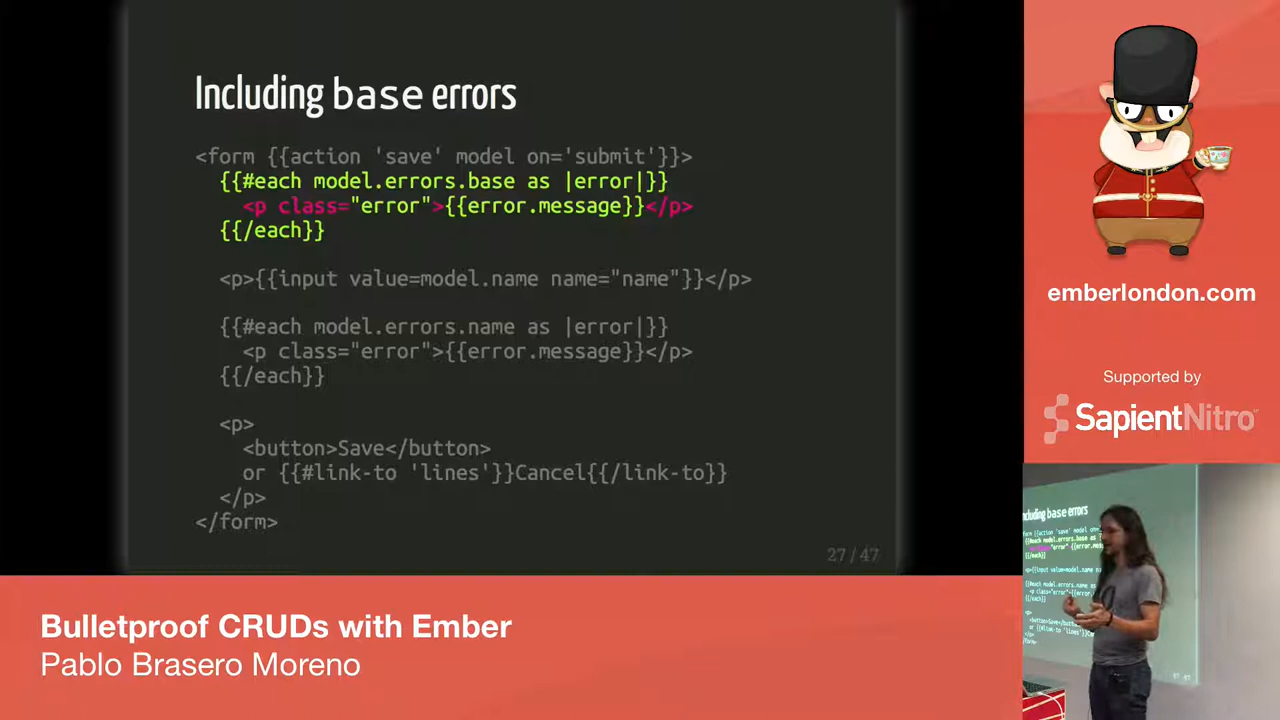 Including base errors
<form {{action 'save' model on='submit'}}>
{{#each model.errors.base as |error|}}
<p class="error">{{error.message}}</p>
{{/each}}
<p>{{input value=model.name name="name"}}</p>
{{#each model.errors.name as |error|}}
<p class="error">{{error.message}}</p>
{{/each}}
<p>
<button>Save</button>
or {{#link-to 'lines'}}Cancel{{/link-to}}
</p>
</form>
27 / 47
emberlondon.com
Supported by
SapientNitro
Including base errors
Bulletproof CRUDs with Ember
Pablo Brasero Moreno